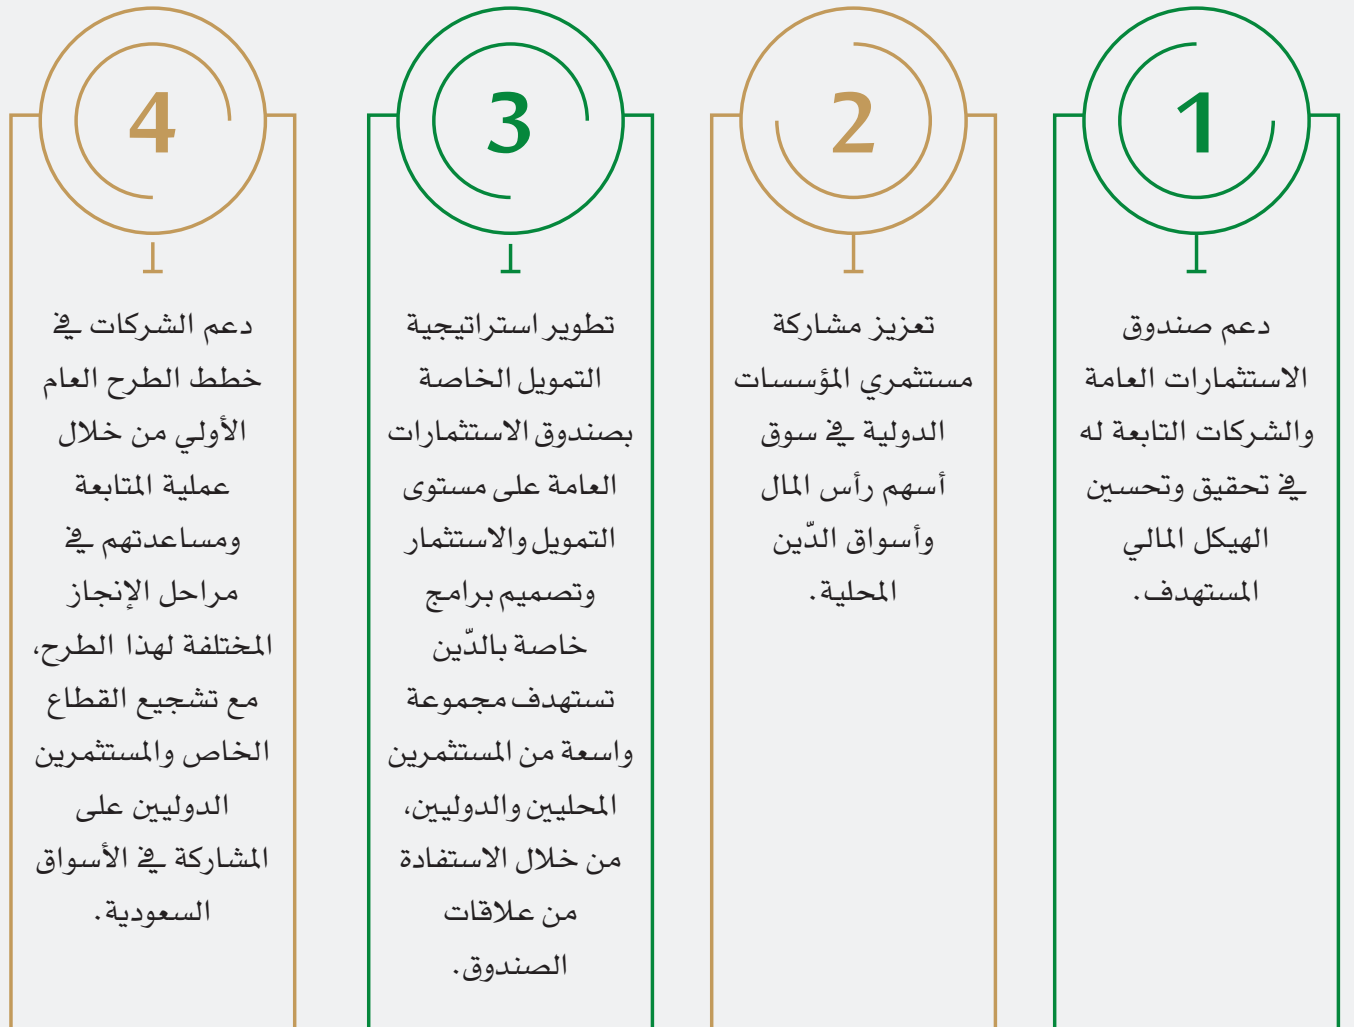 1
دعم صندوق
الاستثمارات العامة
والشركات التابعة له
في تحقيق وتحسين
الهيكل المالي
المستهدف.
2
تعزيز مشاركة
مستثمري المؤسسات
الدولية في سوق
أسهم رأس المال
وأسواق الدّين
المحلية.
3
تطوير استراتيجية
التمويل الخاصة
بصندوق الاستثمارات
العامة على مستوى
التمويل والاستثمار
وتصميم برامج
خاصة بالدّين
تستهدف مجموعة
واسعة من المستثمرين
المحليين والدوليين،
من خلال الاستفادة
من علاقات
الصندوق.
4
دعم الشركات في
خطط الطرح العام
الأولي من خلال
عملية المتابعة
ومساعدتهم في
مراحل الإنجاز
المختلفة لهذا الطرح،
مع تشجيع القطاع
الخاص والمستثمرين
الدوليين على
المشاركة في الأسواق
السعودية.